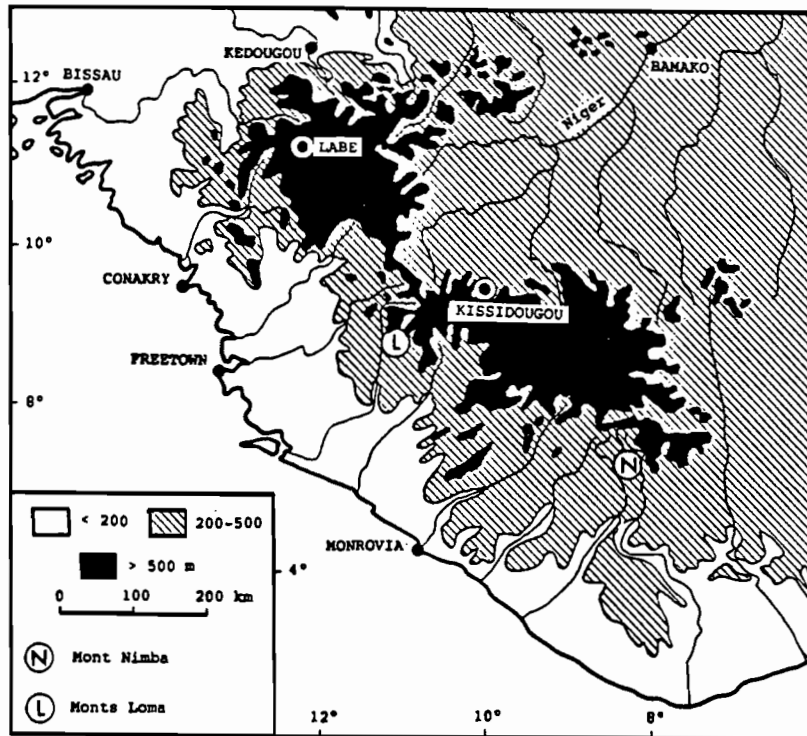 KEDOUGOU
BAMAKO
12°
BISSAU
Niger
LABE
10°
CONAKRY
KISSIDOUGOU
L
FREETOWN
8°
N
< 200
200-500
> 500 m
MONROVIA
4°
0 100 200 km
N Mont Nimba
L Monts Loma
12° 10° 8°